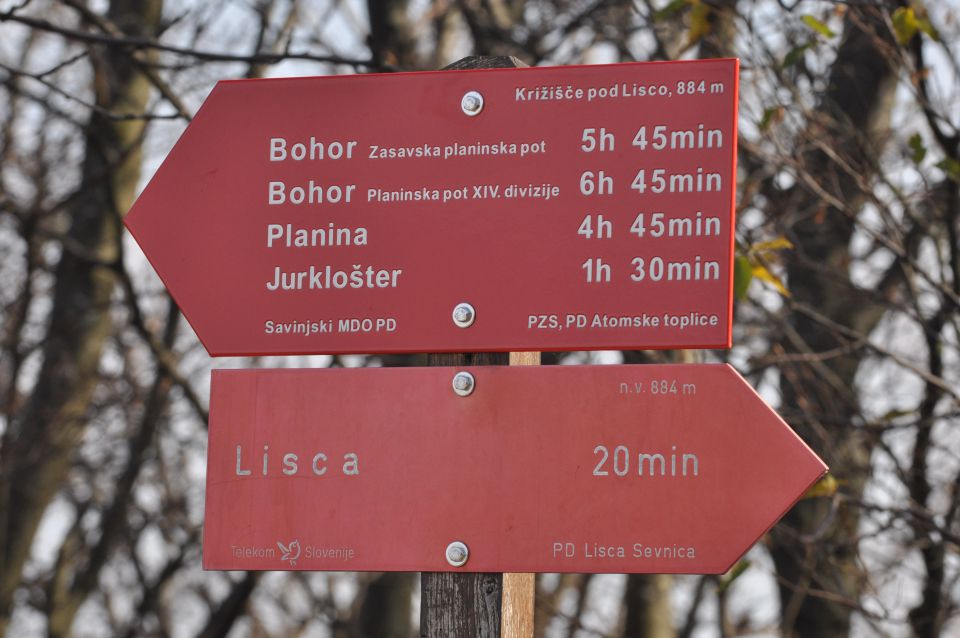 Križišče pod Lisco, 884 m
Bohor Zasavska planinska pot 5h 45min
Bohor Planinska pot XIV. divizije 6h 45min
Planina 4h 45min
Jurklošter 1h 30min
Savinjski MDO PD PZS, PD Atomske toplice
n.v. 884 m
Lisca 20min
Telekom Slovenije PD Lisca Sevnica